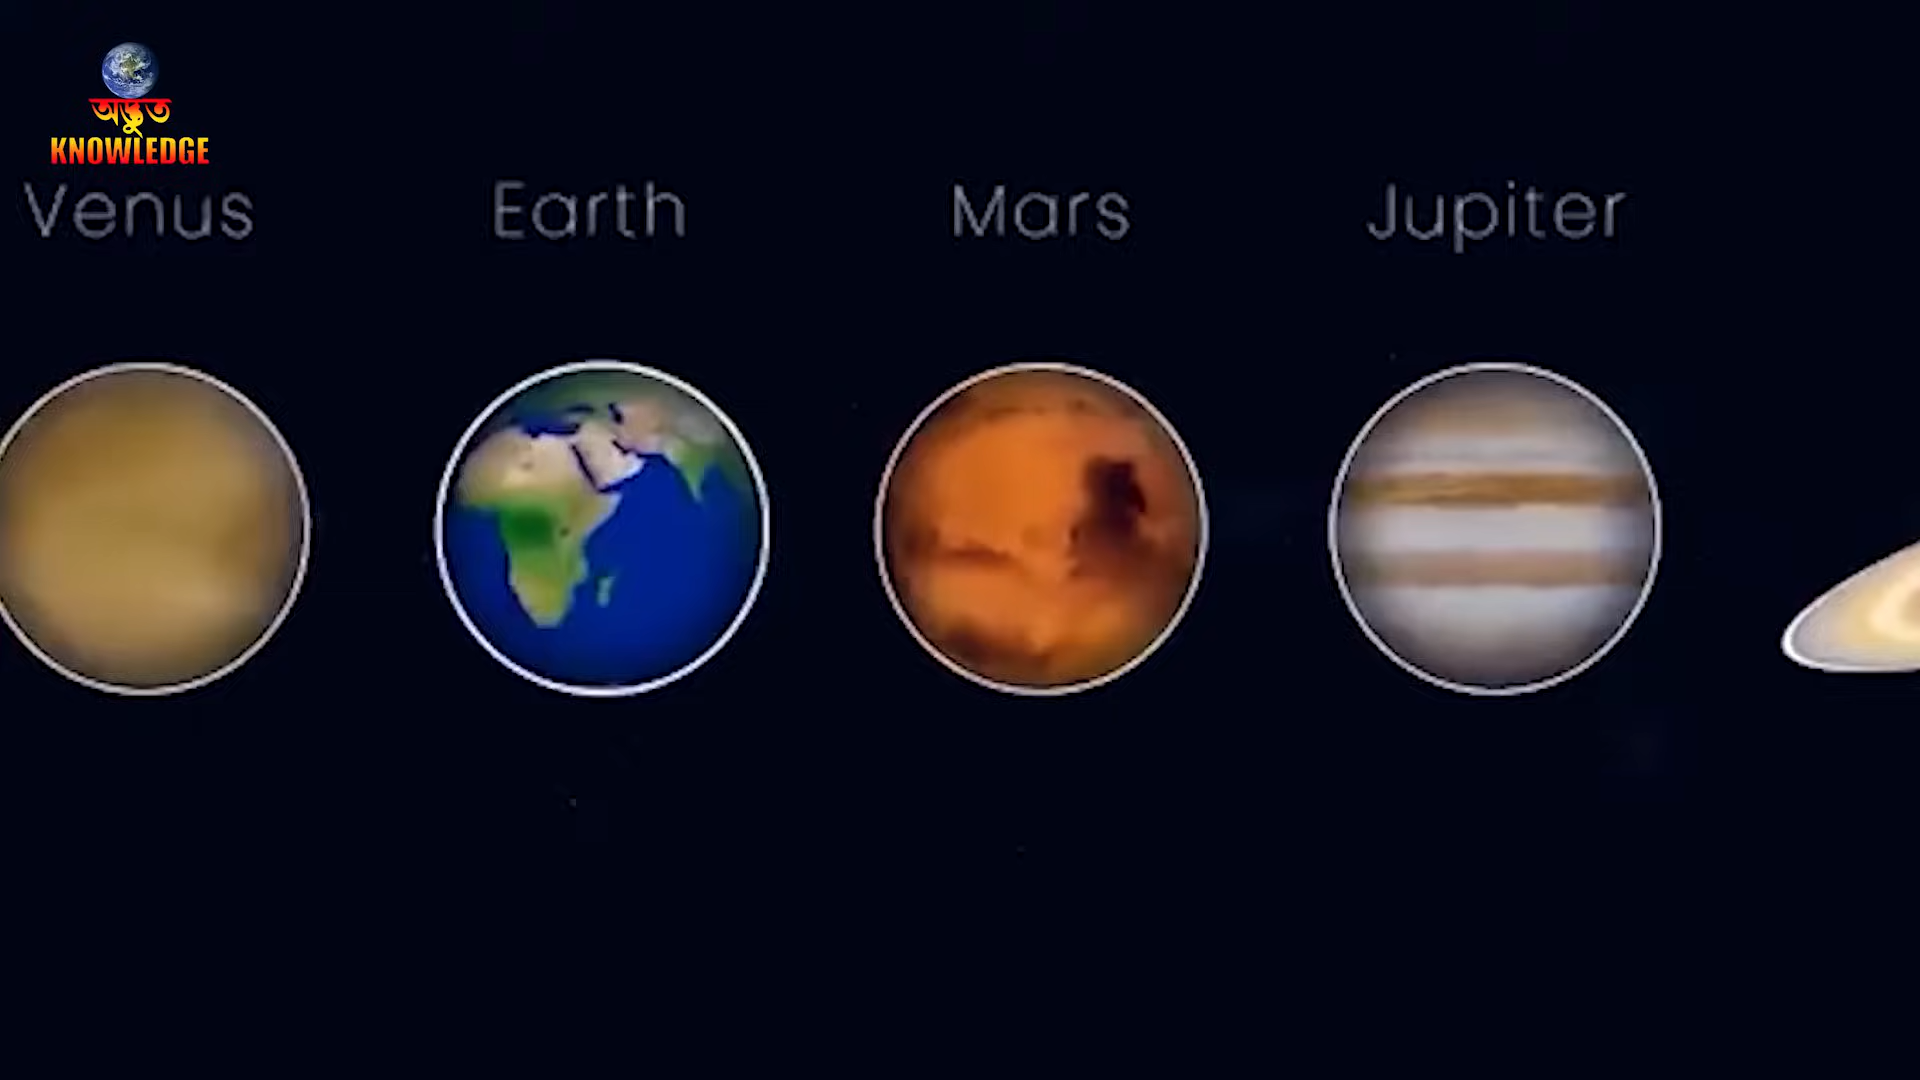 অদ্ভুত
KNOWLEDGE
Venus Earth Mars Jupiter